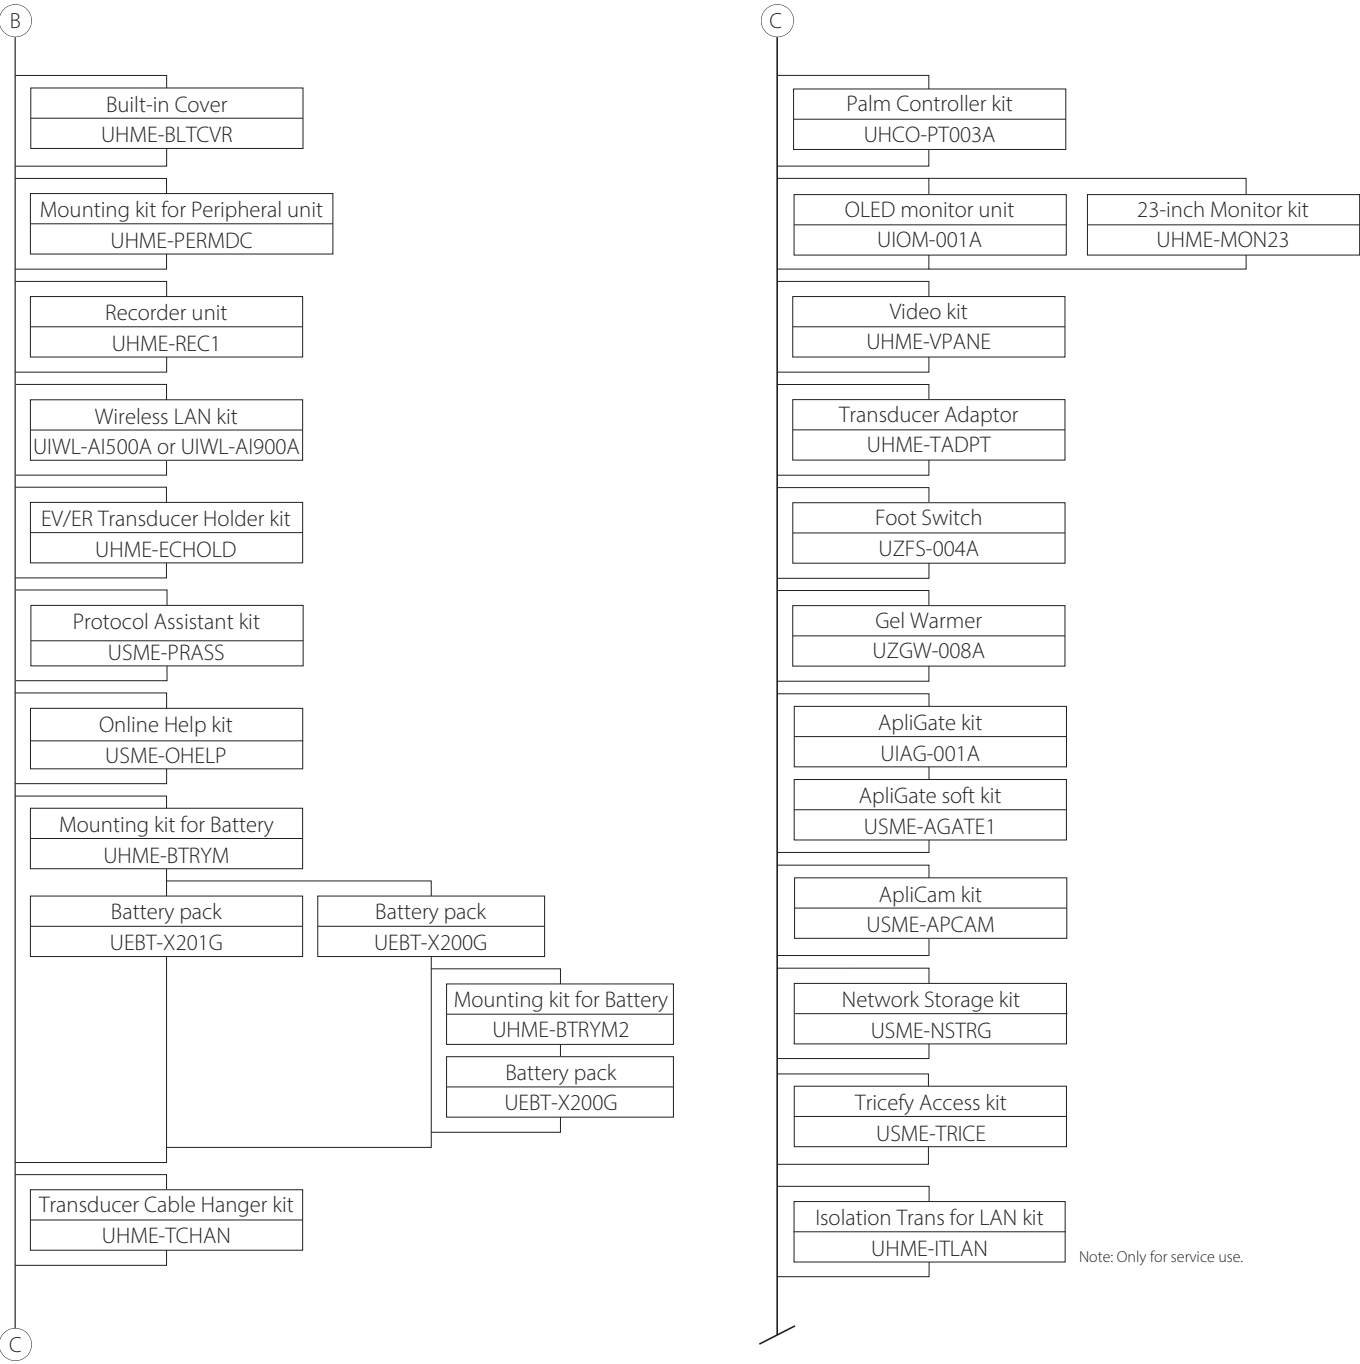 B
Built-in Cover
UHME-BLTCVR
Mounting kit for Peripheral unit
UHME-PERMDC
Recorder unit
UHME-REC1
Wireless LAN kit
UIWL-AI500A or UIWL-AI900A
EV/ER Transducer Holder kit
UHME-ECHOLD
Protocol Assistant kit
USME-PRASS
Online Help kit
USME-OHELP
Mounting kit for Battery
UHME-BTRYM
Battery pack
UEBT-X201G
Battery pack
UEBT-X200G
Mounting kit for Battery
UHME-BTRYM2
Battery pack
UEBT-X200G
Transducer Cable Hanger kit
UHME-TCHAN
C
C
Palm Controller kit
UHCO-PT003A
OLED monitor unit
UIOM-001A
23-inch Monitor kit
UHME-MON23
Video kit
UHME-VPANE
Transducer Adaptor
UHME-TADPT
Foot Switch
UZFS-004A
Gel Warmer
UZGW-008A
ApliGate kit
UIAG-001A
ApliGate soft kit
USME-AGATE1
ApliCam kit
USME-APCAM
Network Storage kit
USME-NSTRG
Tricefy Access kit
USME-TRICE
Isolation Trans for LAN kit
UHME-ITLAN
Note: Only for service use.